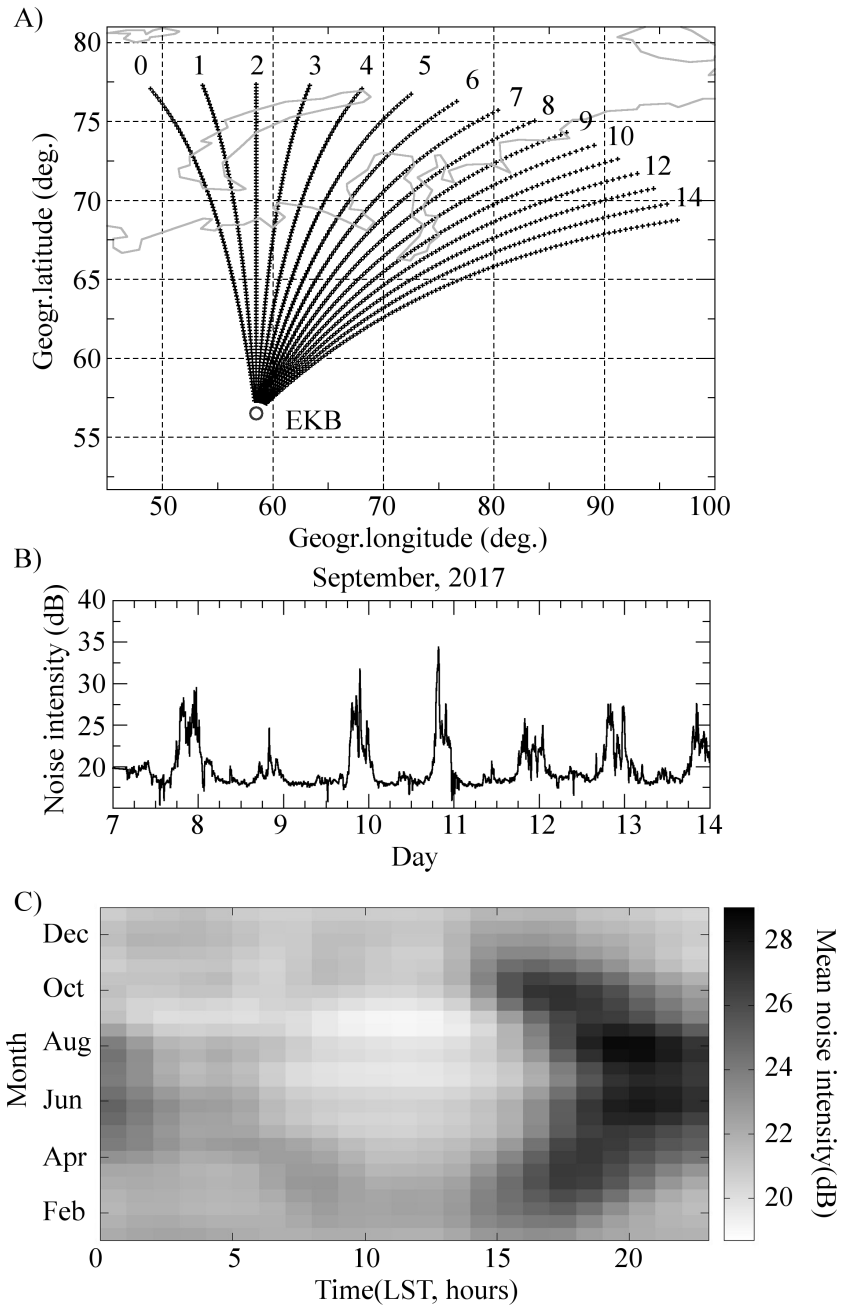 A)
80
75
70
65
60
55
Geogr.latitude (deg.)
0 1 2 3 4 5 6 7 8 9 10 12 14
EKB
50 60 70 80 90 100
Geogr.longitude (deg.)
B)
September, 2017
40
35
30
25
20
Noise intensity (dB)
7 8 9 10 11 12 13 14
Day
C)
Dec
Oct
Aug
Jun
Apr
Feb
Month
0 5 10 15 20
Time(LST, hours)
28
26
24
22
20
Mean noise intensity(dB)